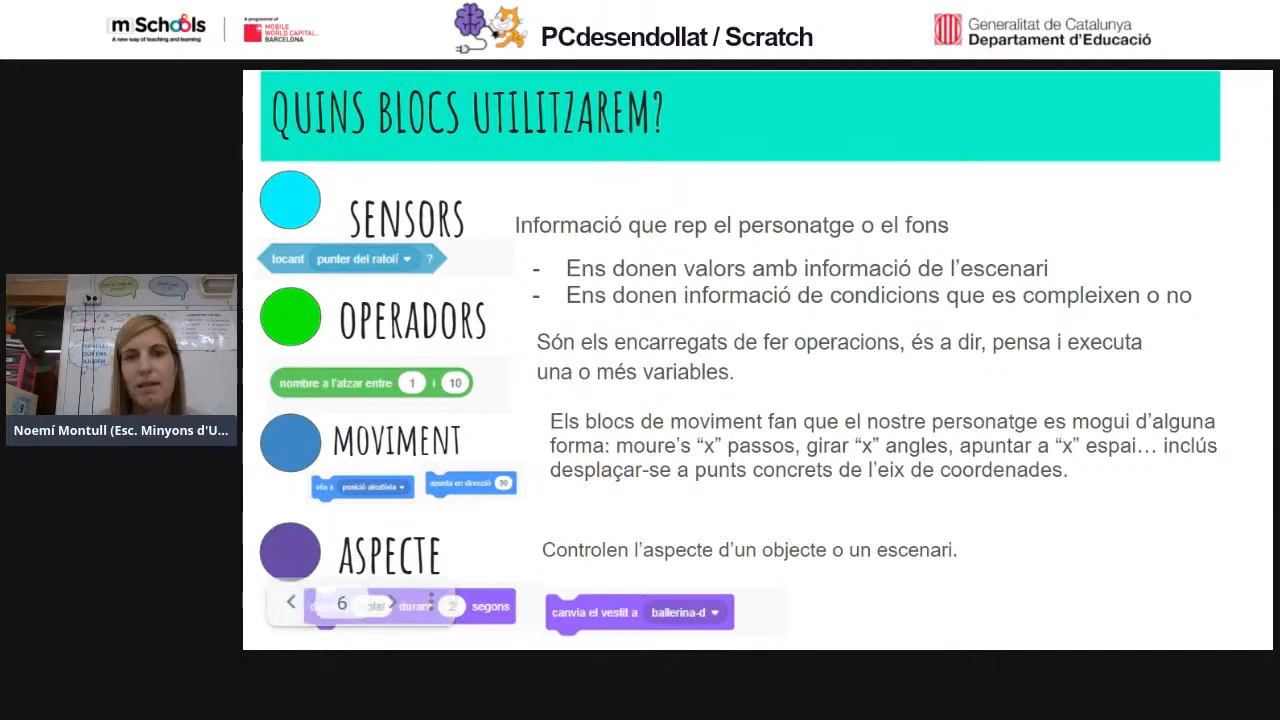 mSchools
A new way of teaching and learning
A programme of
MOBILE
WORLD CAPITAL
BARCELONA
PCdesendollat / Scratch
Generalitat de Catalunya
Departament d'Educació
QUINS BLOCS UTILITZAREM?
SENSORS
Informació que rep el personatge o el fons
tocant punter del ratolí ?
- Ens donen valors amb informació de l'escenari
- Ens donen informació de condicions que es compleixen o no
OPERADORS
Són els encarregats de fer operacions, és a dir, pensa i executa
una o més variables.
nombre a l'atzar entre 1 i 10
MOVIMENT
Els blocs de moviment fan que el nostre personatge es mogui d'alguna
forma: moure's “x” passos, girar “x” angles, apuntar a “x” espai… inclús
desplaçar-se a punts concrets de l'eix de coordenades.
vés a posició aleatòria
apunta en direcció 90
Noemí Montull (Esc. Minyons d'U...
ASPECTE
Controlen l'aspecte d'un objecte o un escenari.
6 durant 2 segons
canvia el vestit a ballerina-d